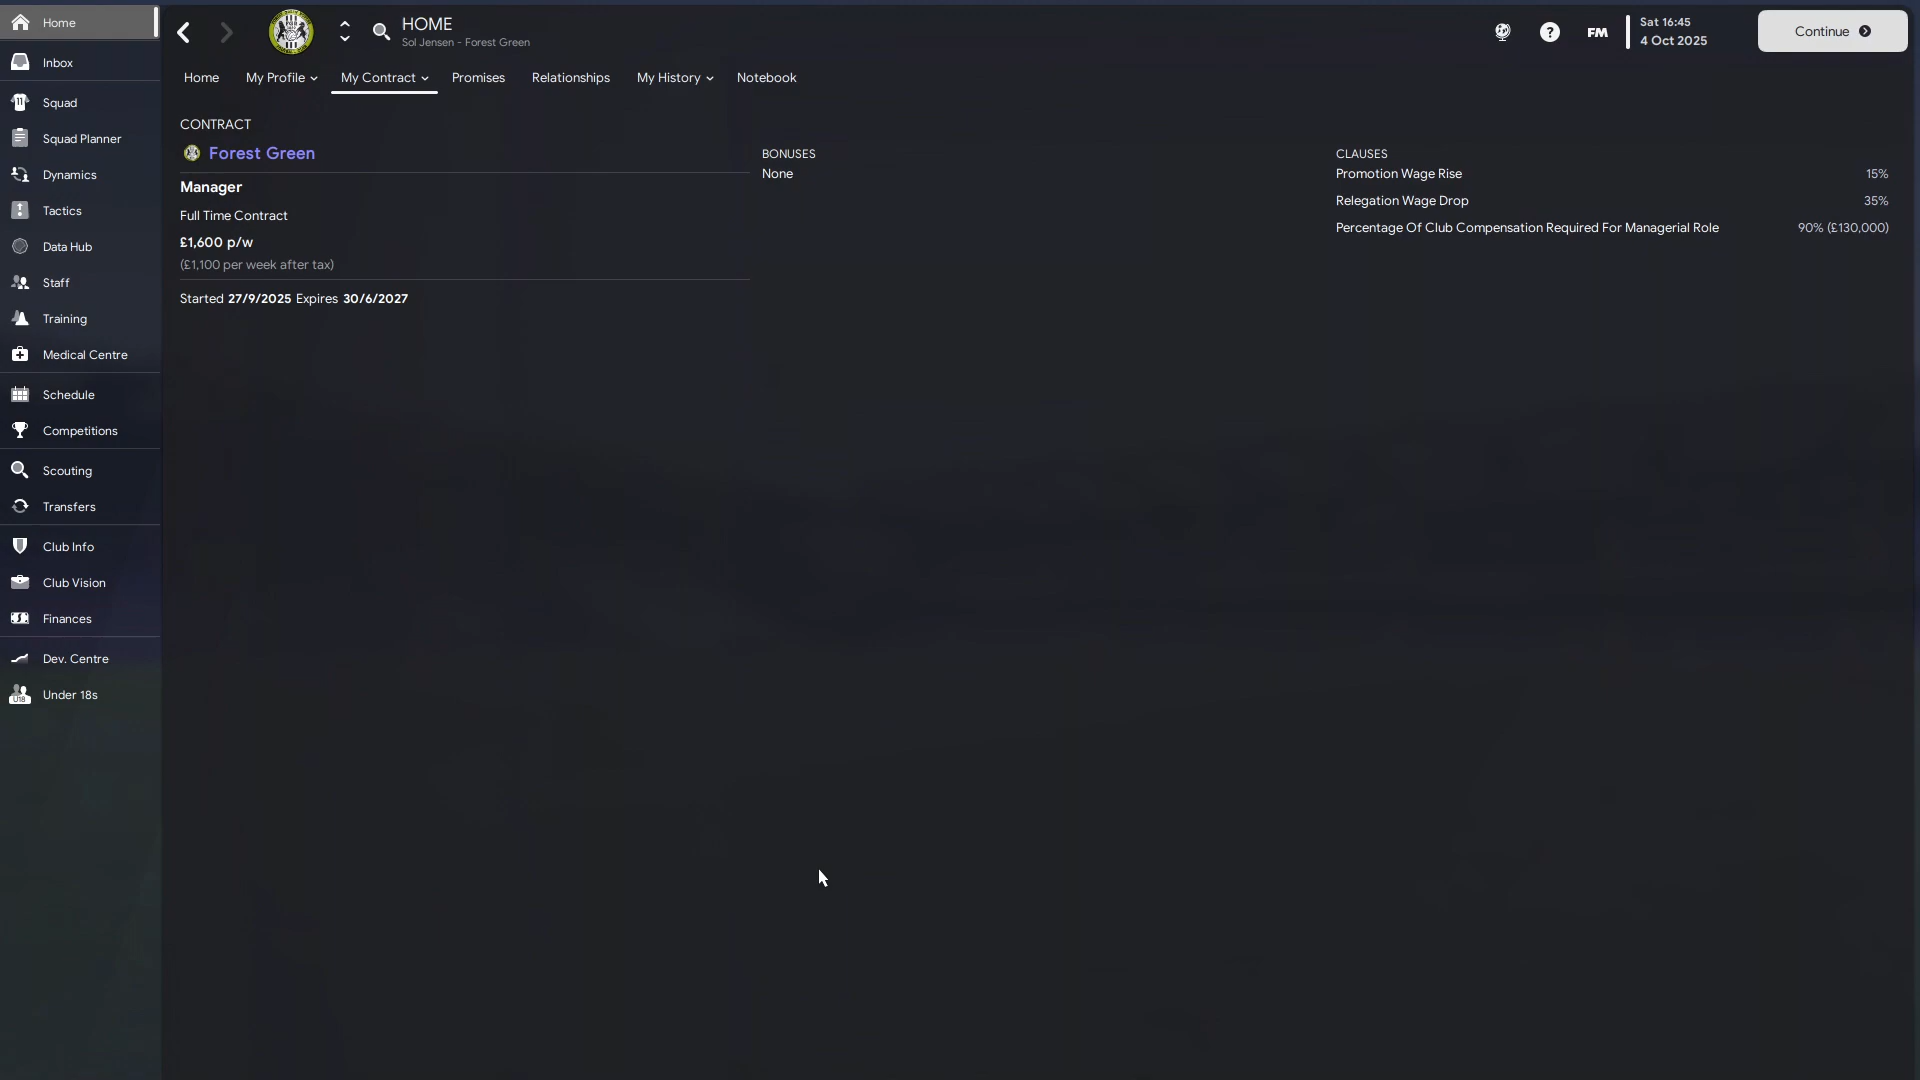 Home
Inbox
Squad
Squad Planner
Dynamics
Tactics
Data Hub
Staff
Training
Medical Centre
Schedule
Competitions
Scouting
Transfers
Club Info
Club Vision
Finances
Dev. Centre
U18
Under 18s
HOME
Sol Jensen - Forest Green
?
FM
Sat 16:45
4 Oct 2025
Continue
Home My Profile My Contract Promises Relationships My History Notebook
CONTRACT
Forest Green
Manager
Full Time Contract
£1,600 p/w
(£1,100 per week after tax)
Started 27/9/2025 Expires 30/6/2027
BONUSES
None
CLAUSES
Promotion Wage Rise 15%
Relegation Wage Drop 35%
Percentage Of Club Compensation Required For Managerial Role 90% (£130,000)